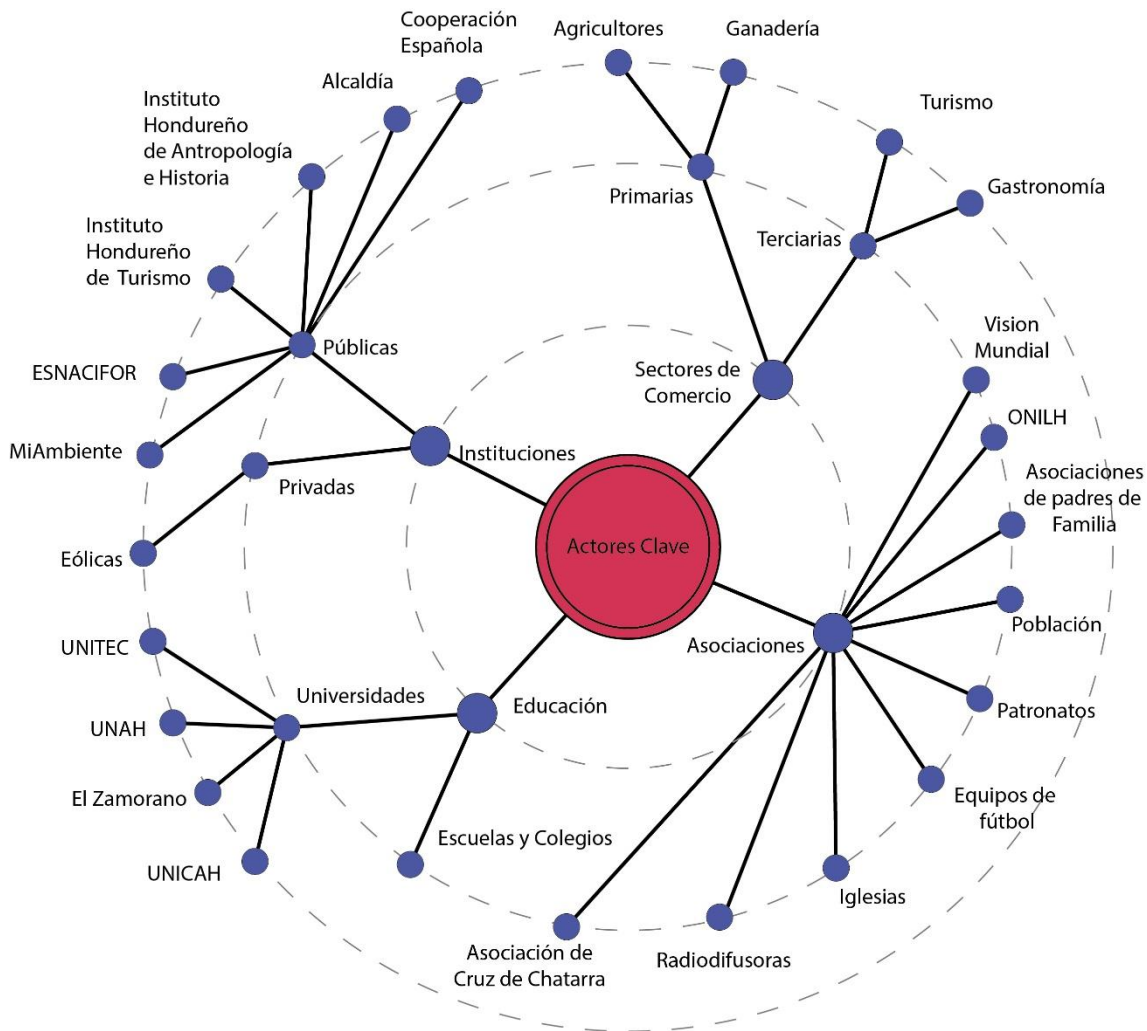 Cooperación
Española
Agricultores
Ganadería
Alcaldía
Turismo
Instituto
Hondureño
de Antropología
e Historia
Gastronomía
Primarias
Terciarias
Instituto
Hondureño
de Turismo
Públicas
Vision
Mundial
ESNACIFOR
Sectores de
Comercio
ONILH
MiAmbiente
Instituciones
Privadas
Asociaciones
de padres de
Familia
Actores Clave
Eólicas
Población
UNITEC
Asociaciones
Universidades
Educación
Patronatos
UNAH
El Zamorano
Equipos de
fútbol
Escuelas y Colegios
UNICAH
Iglesias
Asociación de
Cruz de Chatarra
Radiodifusoras